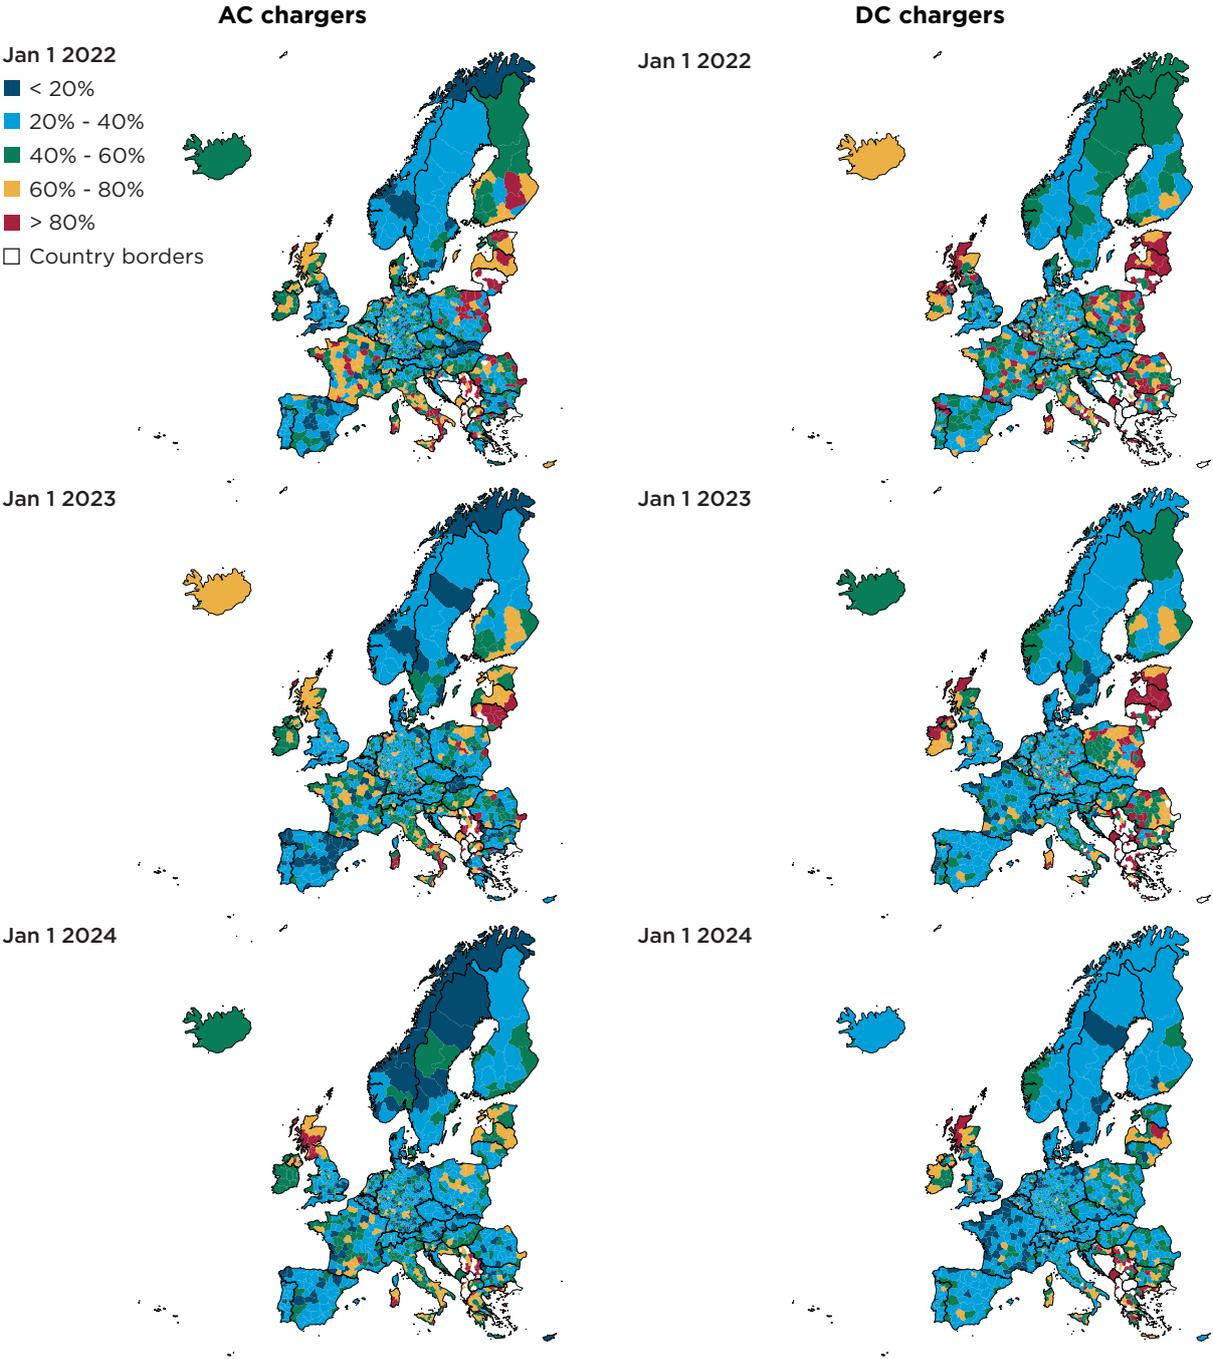 AC chargers
DC chargers
Jan 1 2022
< 20%
20% - 40%
40% - 60%
60% - 80%
> 80%
Country borders
Jan 1 2022
Jan 1 2023
Jan 1 2023
Jan 1 2024
Jan 1 2024